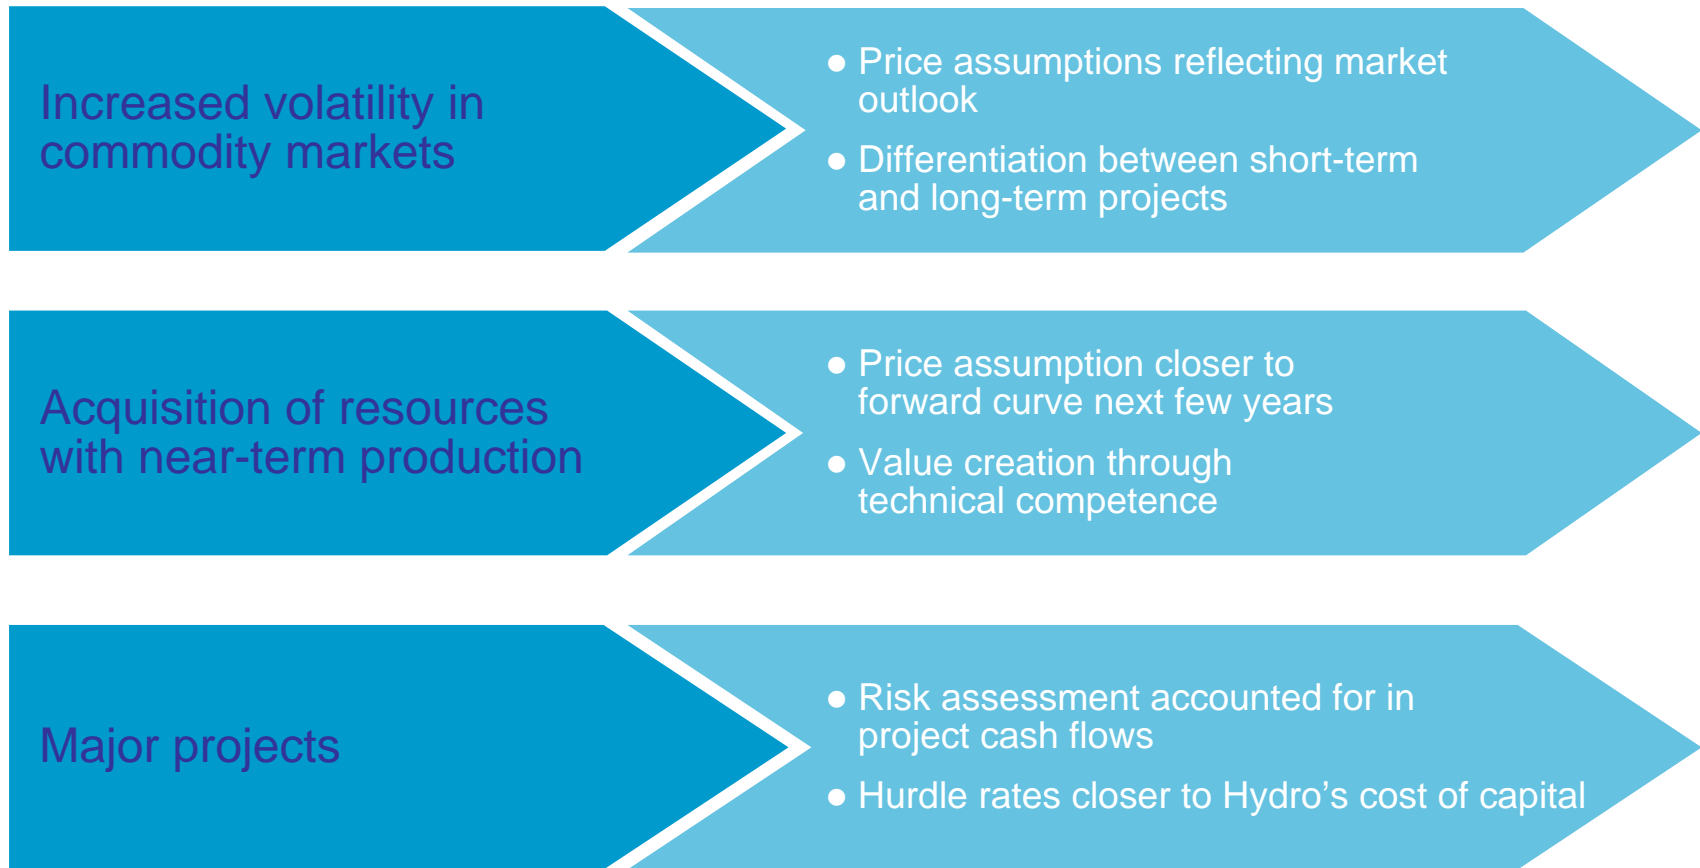 Increased volatility in
commodity markets
● Price assumptions reflecting market
outlook
● Differentiation between short-term
and long-term projects
Acquisition of resources
with near-term production
● Price assumption closer to
forward curve next few years
● Value creation through
technical competence
Major projects
● Risk assessment accounted for in
project cash flows
● Hurdle rates closer to Hydro's cost of capital